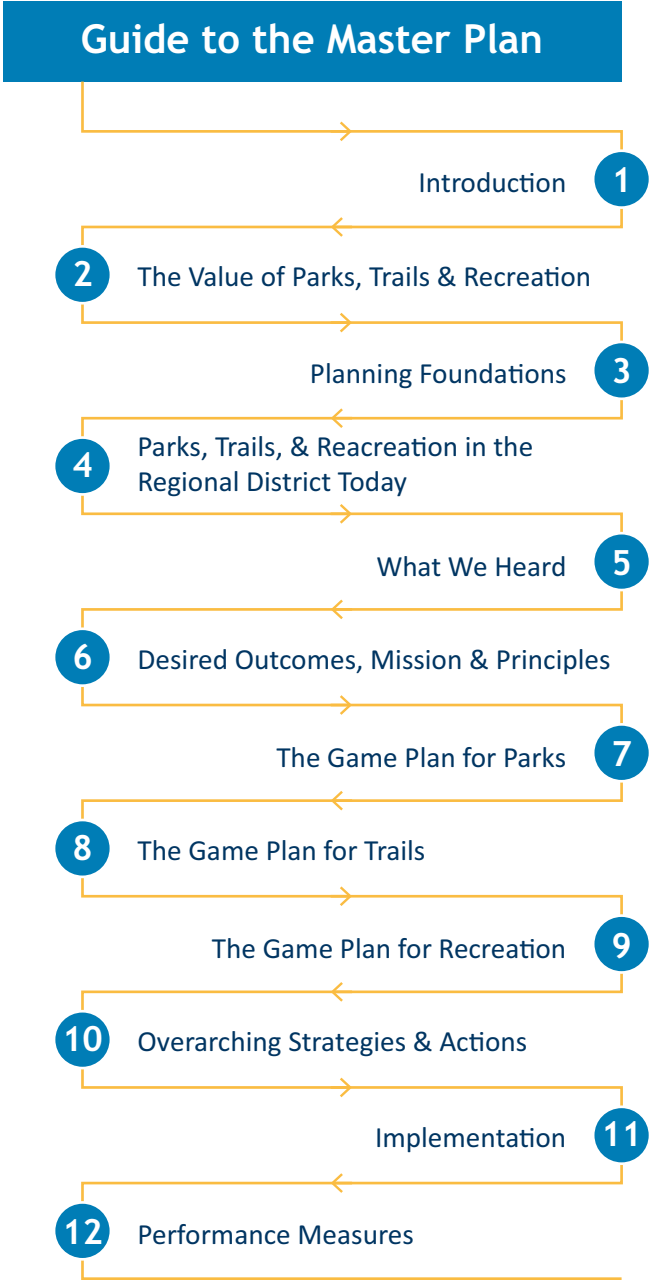 Guide to the Master Plan
Introduction 1
2 The Value of Parks, Trails & Recreation
Planning Foundations 3
4 Parks, Trails, & Reacreation in the
Regional District Today
What We Heard 5
6 Desired Outcomes, Mission & Principles
The Game Plan for Parks 7
8 The Game Plan for Trails
The Game Plan for Recreation 9
10 Overarching Strategies & Actions
Implementation 11
12 Performance Measures